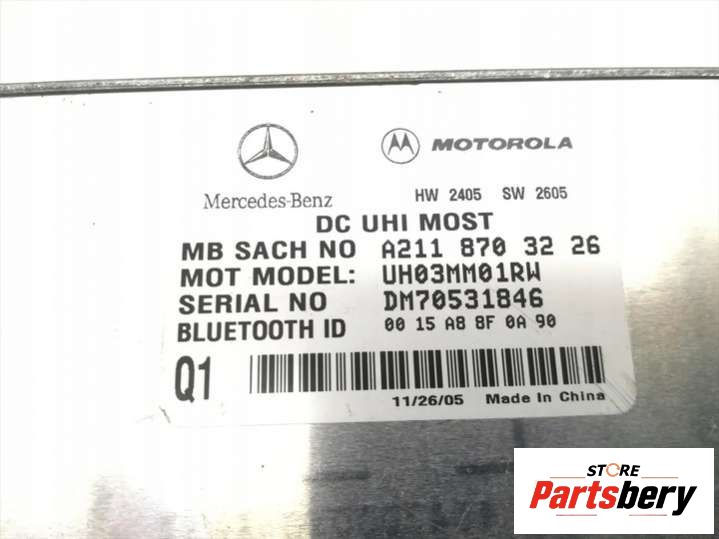 Mercedes-Benz
MOTOROLA
HW 2405 SW 2605
DC UHI MOST
MB SACH NO A211 870 32 26
MOT MODEL: UH03MM01RW
SERIAL NO DM70531846
BLUETOOTH ID 00 15 A8 8F 0A 90
Q1
11/26/05 Made In China
STORE
Partsbery